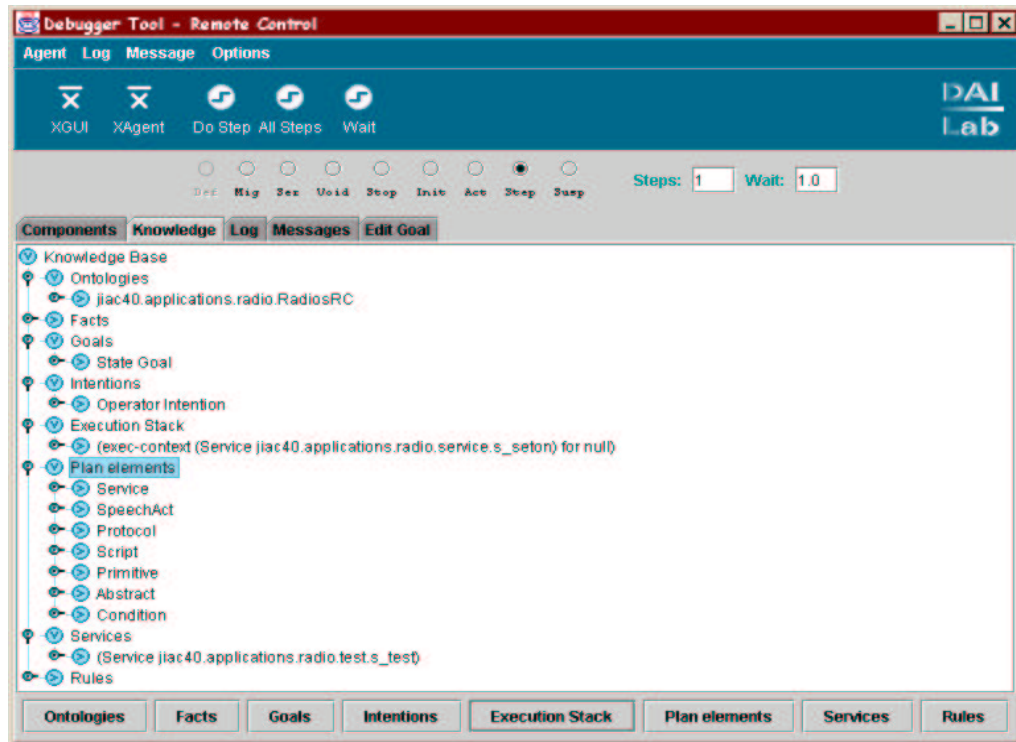 Debugger Tool - Remote Control
Agent Log Message Options
XGUI XAgent Do Step All Steps Wait
DAI
Lab
Mig Ser Void Stop Init Act Step Susp
Steps: 1 Wait: 1.0
Components Knowledge Log Messages Edit Goal
Knowledge Base
Ontologies
jiac40.applications.radio.RadiosRC
Facts
Goals
State Goal
Intentions
Operator Intention
Execution Stack
(exec-context (Service jiac40.applications.radio.service.s_seton) for null)
Plan elements
Service
SpeechAct
Protocol
Script
Primitive
Abstract
Condition
Services
(Service jiac40.applications.radio.test.s_test)
Rules
Ontologies Facts Goals Intentions Execution Stack Plan elements Services Rules